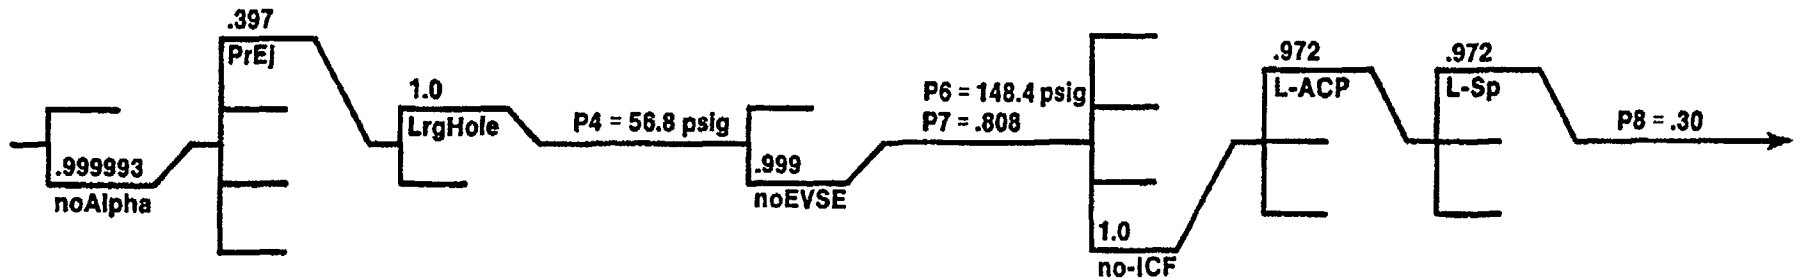 .999993
noAlpha
.397
PrEj
1.0
LrgHole
P4 = 56.8 psig
.999
noEVSE
P6 = 148.4 psig
P7 = .808
1.0
no-ICF
.972
L-ACP
.972
L-Sp
P8 = .30